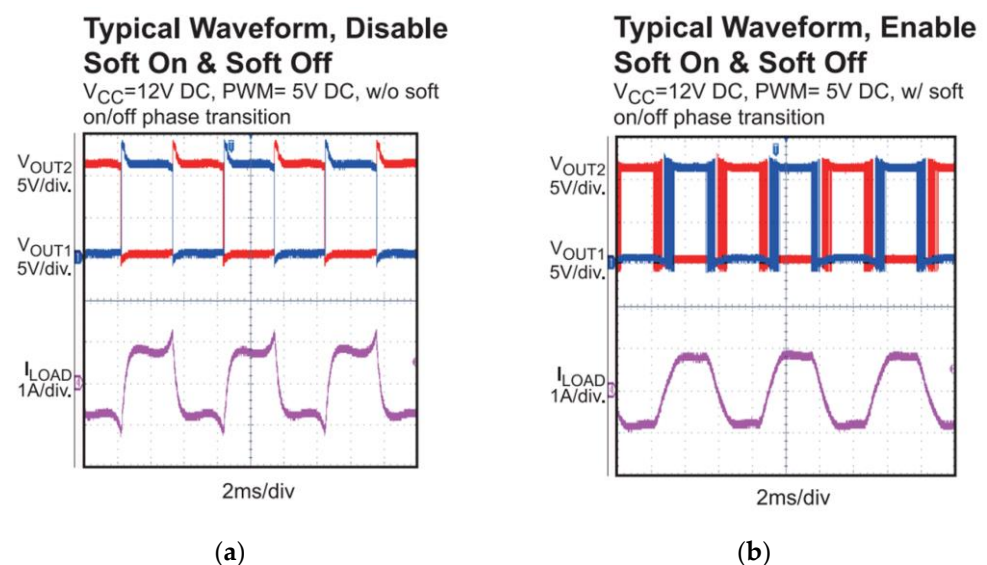 Typical Waveform, Disable
Soft On & Soft Off
VCC=12V DC, PWM= 5V DC, w/o soft
on/off phase transition
VOUT2
5V/div.
VOUT1
5V/div.
ILOAD
1A/div.
2ms/div
(a)
Typical Waveform, Enable
Soft On & Soft Off
VCC=12V DC, PWM= 5V DC, w/ soft
on/off phase transition
VOUT2
5V/div.
VOUT1
5V/div.
ILOAD
1A/div.
2ms/div
(b)